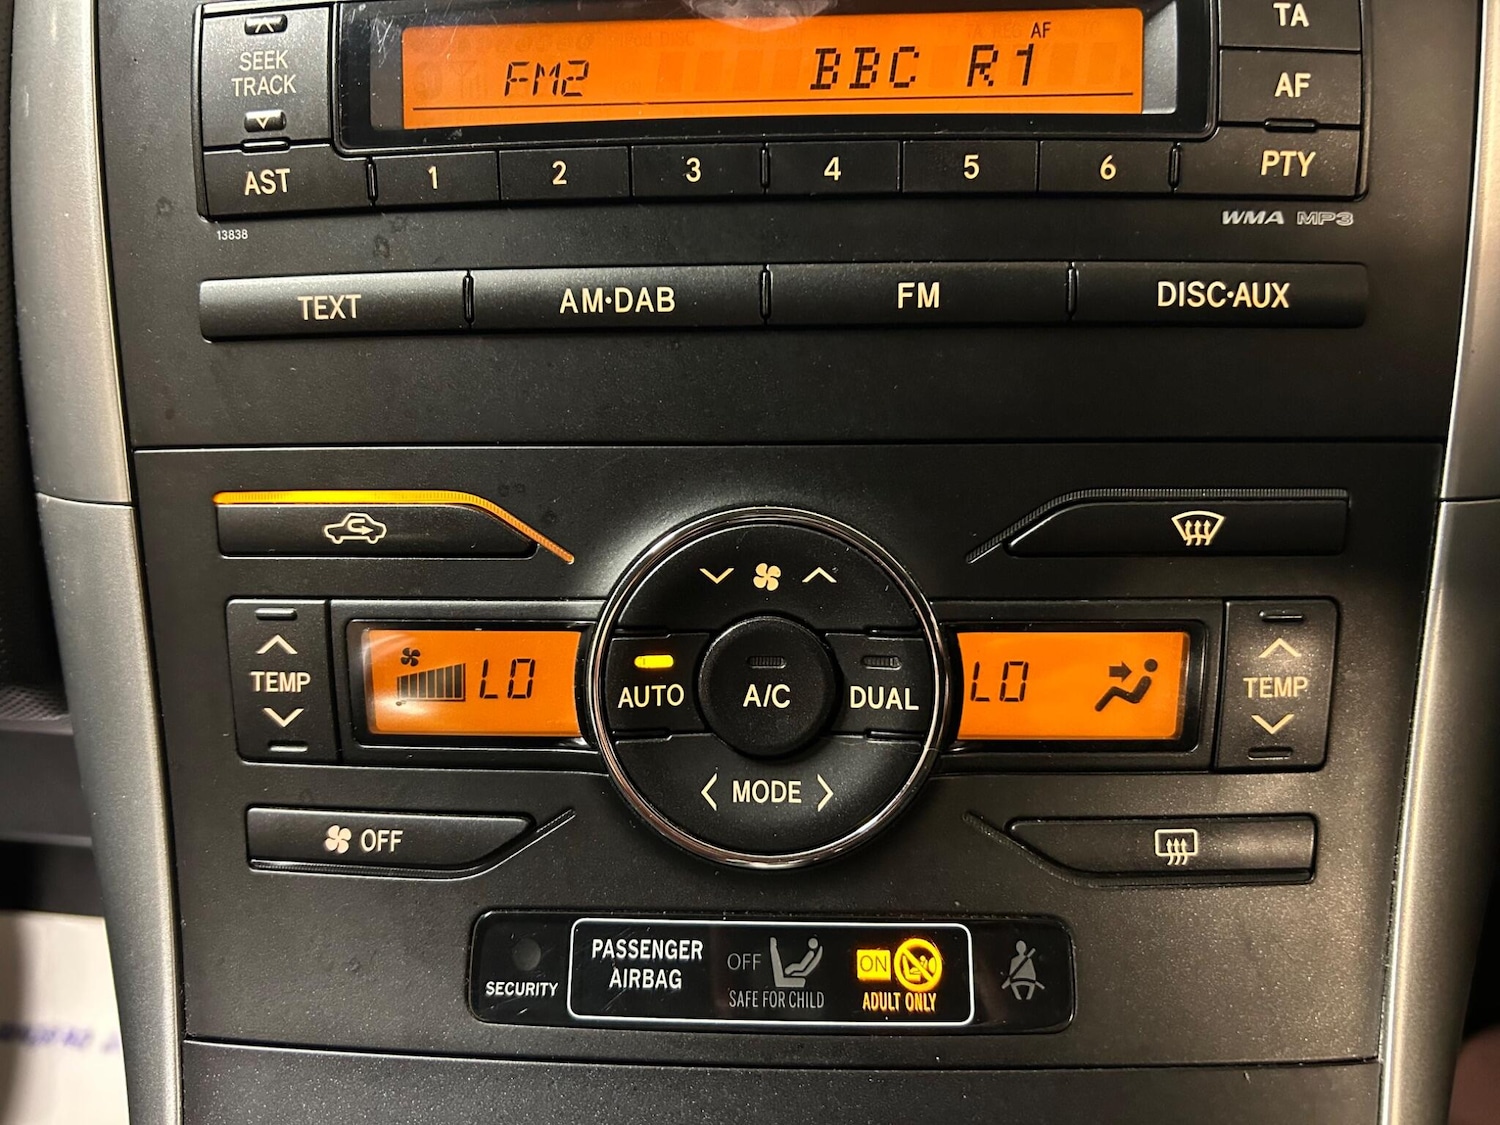 SEEK
TRACK
AF
FM2 BBC R1
TA
AF
AST 1 2 3 4 5 6 PTY
13838
WMA MP3
TEXT AM·DAB FM DISC·AUX
TEMP LO AUTO A/C DUAL LO TEMP
MODE
OFF
SECURITY
PASSENGER
AIRBAG
OFF
SAFE FOR CHILD
ON
ADULT ONLY